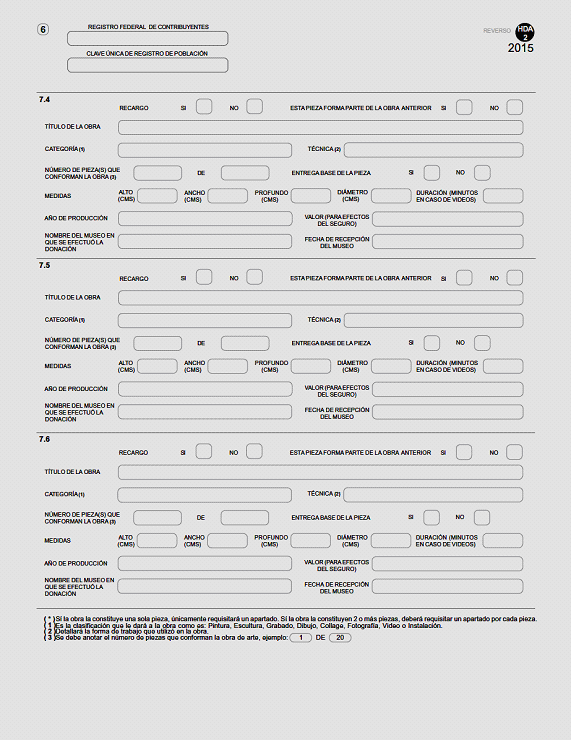 6 REGISTRO FEDERAL DE CONTRIBUYENTES REVERSO HDA 2
2015
CLAVE ÚNICA DE REGISTRO DE POBLACIÓN
7.4
RECARGO SI NO ESTA PIEZA FORMA PARTE DE LA OBRA ANTERIOR SI NO
TÍTULO DE LA OBRA
CATEGORÍA (1) TÉCNICA (2)
NÚMERO DE PIEZA(S) QUE CONFORMAN LA OBRA (3) DE ENTREGA BASE DE LA PIEZA SI NO
MEDIDAS ALTO (CMS) ANCHO (CMS) PROFUNDO (CMS) DIÁMETRO (CMS) DURACIÓN (MINUTOS EN CASO DE VIDEOS)
AÑO DE PRODUCCIÓN VALOR (PARA EFECTOS DEL SEGURO)
NOMBRE DEL MUSEO EN QUE SE EFECTUÓ LA DONACIÓN FECHA DE RECEPCIÓN DEL MUSEO
7.5
RECARGO SI NO ESTA PIEZA FORMA PARTE DE LA OBRA ANTERIOR SI NO
TÍTULO DE LA OBRA
CATEGORÍA (1) TÉCNICA (2)
NÚMERO DE PIEZA(S) QUE CONFORMAN LA OBRA (3) DE ENTREGA BASE DE LA PIEZA SI NO
MEDIDAS ALTO (CMS) ANCHO (CMS) PROFUNDO (CMS) DIÁMETRO (CMS) DURACIÓN (MINUTOS EN CASO DE VIDEOS)
AÑO DE PRODUCCIÓN VALOR (PARA EFECTOS DEL SEGURO)
NOMBRE DEL MUSEO EN QUE SE EFECTUÓ LA DONACIÓN FECHA DE RECEPCIÓN DEL MUSEO
7.6
RECARGO SI NO ESTA PIEZA FORMA PARTE DE LA OBRA ANTERIOR SI NO
TÍTULO DE LA OBRA
CATEGORÍA (1) TÉCNICA (2)
NÚMERO DE PIEZA(S) QUE CONFORMAN LA OBRA (3) DE ENTREGA BASE DE LA PIEZA SI NO
MEDIDAS ALTO (CMS) ANCHO (CMS) PROFUNDO (CMS) DIÁMETRO (CMS) DURACIÓN (MINUTOS EN CASO DE VIDEOS)
AÑO DE PRODUCCIÓN VALOR (PARA EFECTOS DEL SEGURO)
NOMBRE DEL MUSEO EN QUE SE EFECTUÓ LA DONACIÓN FECHA DE RECEPCIÓN DEL MUSEO
( * ) Sí la obra la constituye una sola pieza, únicamente requisitará un apartado. Sí la obra la constituyen 2 o más piezas, deberá requisitar un apartado por cada pieza.
( 1 ) Es la clasificación que le dará a la obra como es: Pintura, Escultura, Grabado, Dibujo, Collage, Fotografía, Video o Instalación.
( 2 ) Detallará la forma de trabajo que utilizó en la obra.
( 3 ) Se debe anotar el número de piezas que conforman la obra de arte, ejemplo: 1 DE 20